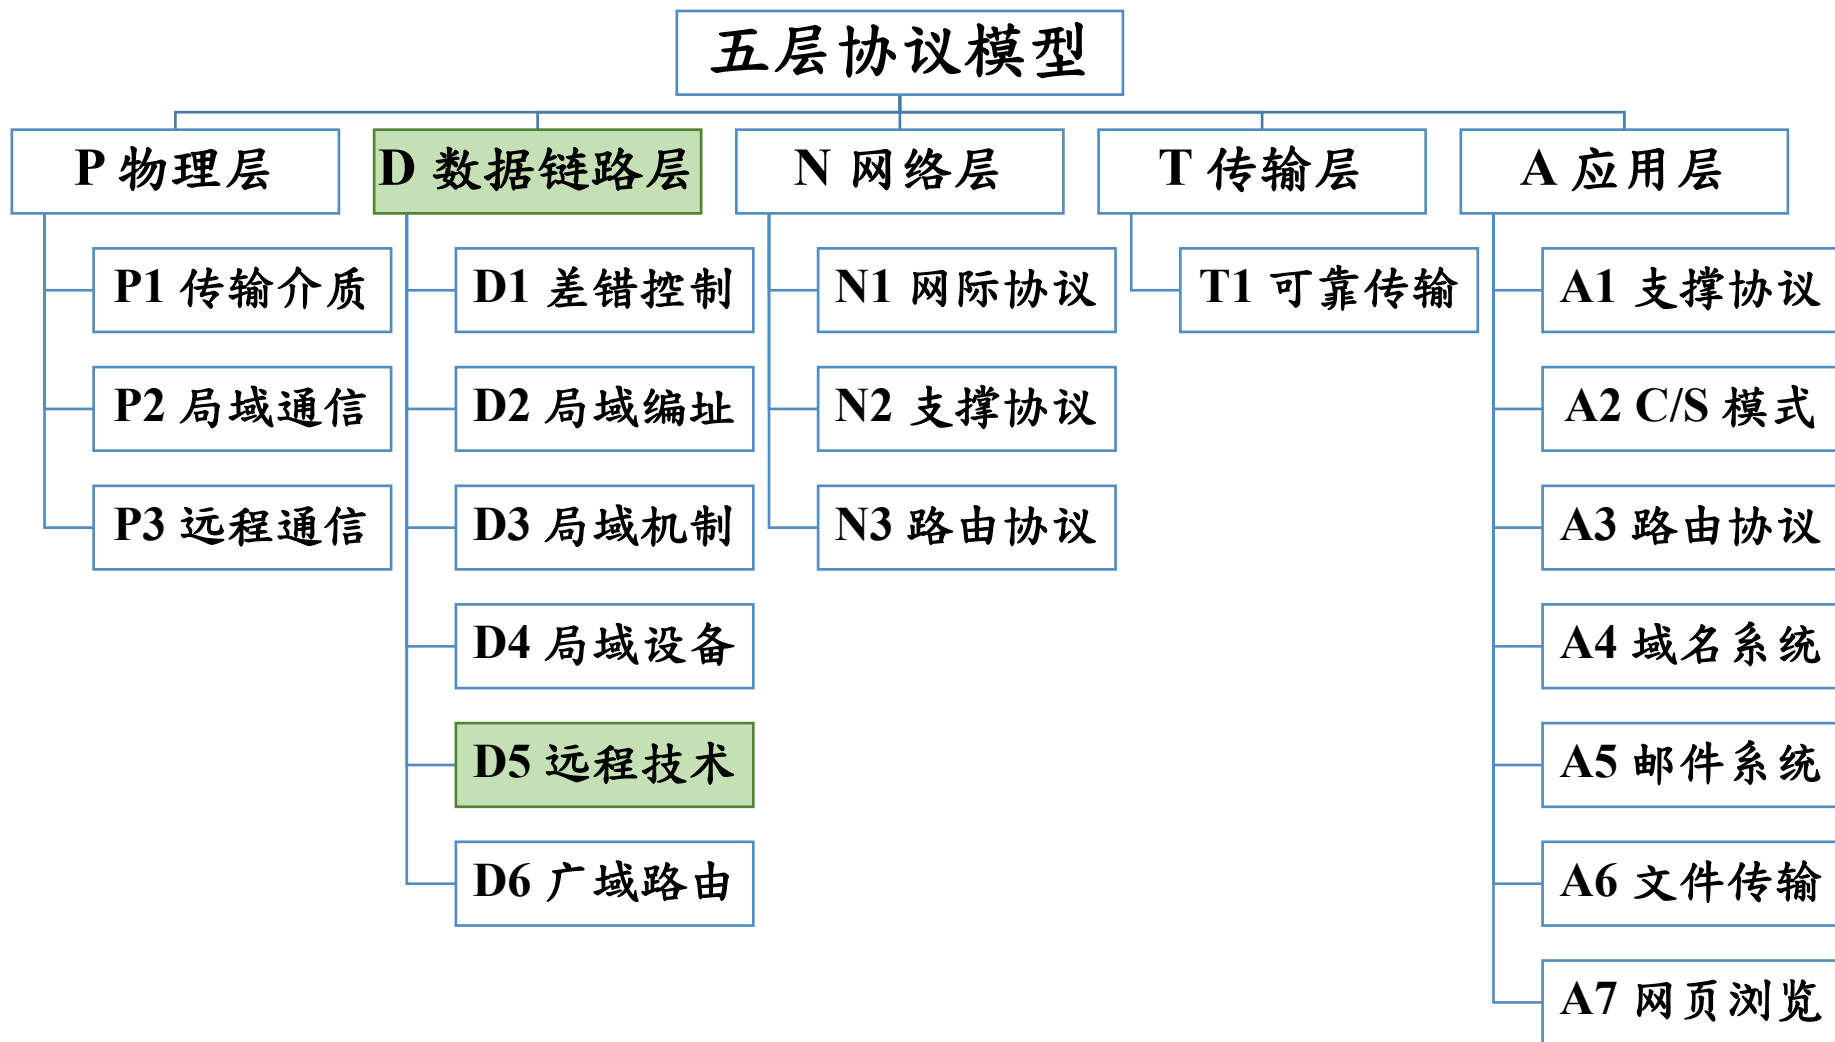 五层协议模型
P 物理层
D 数据链路层
N 网络层
T 传输层
A 应用层
P1 传输介质
D1 差错控制
N1 网际协议
T1 可靠传输
A1 支撑协议
P2 局域通信
D2 局域编址
N2 支撑协议
A2 C/S 模式
P3 远程通信
D3 局域机制
N3 路由协议
A3 路由协议
D4 局域设备
A4 域名系统
D5 远程技术
A5 邮件系统
D6 广域路由
A6 文件传输
A7 网页浏览